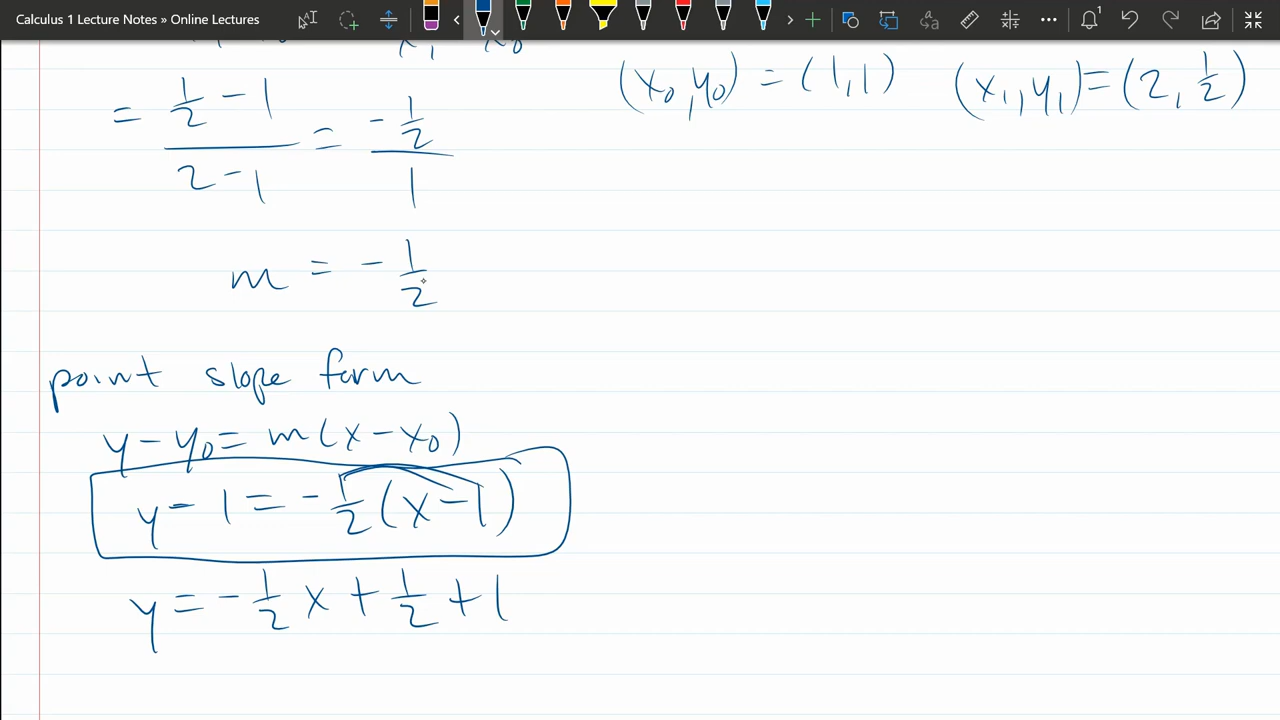 Calculus 1 Lecture Notes » Online Lectures
(x₀,y₀) = (1,1) (x₁,y₁)=(2, 1/2)
= (1/2 - 1)/(2 - 1) = (-1/2)/1
m = -1/2
point slope form
y-y₀=m(x-x₀)
y-1=-1/2(x-1)
y=-1/2x+1/2+1